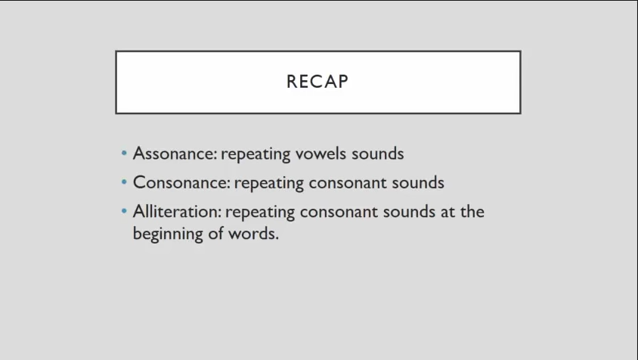 RECAP
• Assonance: repeating vowels sounds
• Consonance: repeating consonant sounds
• Alliteration: repeating consonant sounds at the
beginning of words.